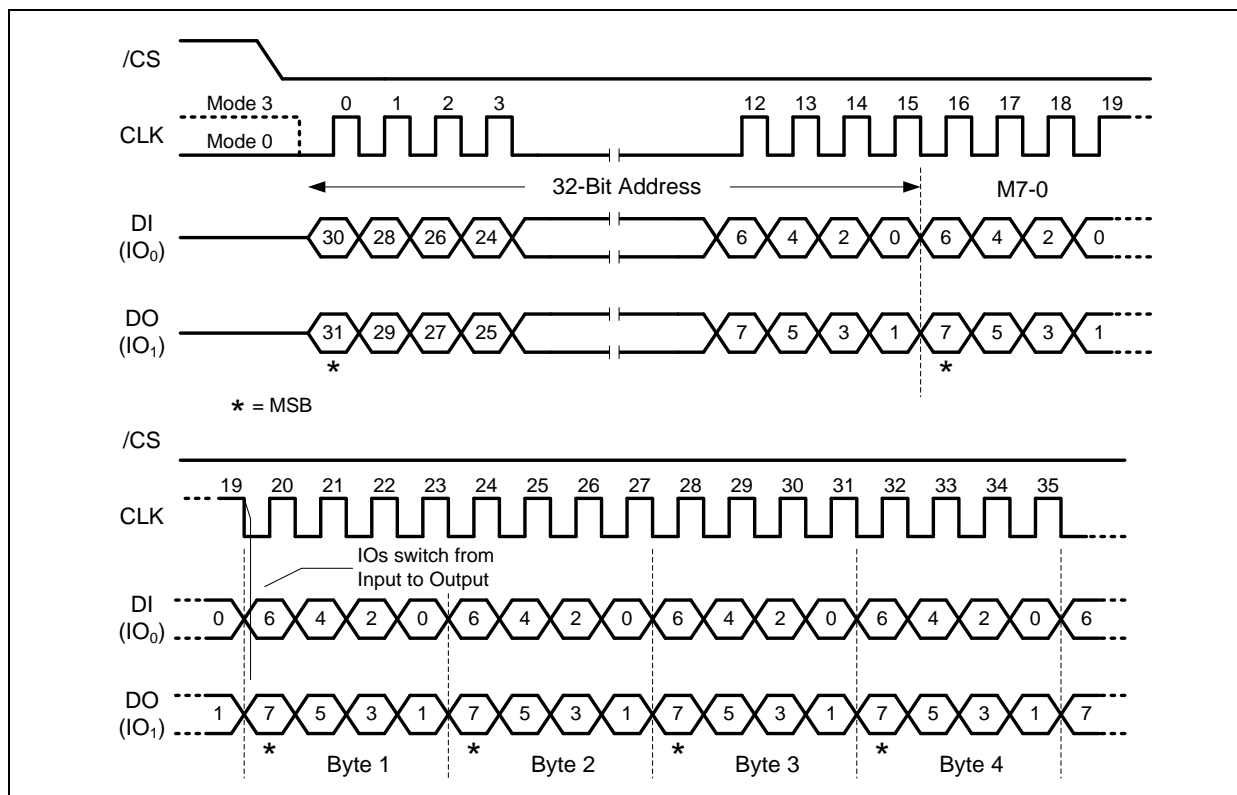 /CS
Mode 3
0 1 2 3 12 13 14 15 16 17 18 19
CLK
Mode 0
32-Bit Address
M7-0
DI
(IO₀)
30 28 26 24 6 4 2 0 6 4 2 0
DO
(IO₁)
31 29 27 25 7 5 3 1 7 5 3 1
* *
* = MSB
/CS
19 20 21 22 23 24 25 26 27 28 29 30 31 32 33 34 35
CLK
IOs switch from
Input to Output
DI
(IO₀)
0 6 4 2 0 6 4 2 0 6 4 2 0 6 4 2 0 6
DO
(IO₁)
1 7 5 3 1 7 5 3 1 7 5 3 1 7 5 3 1 7
* * * *
Byte 1 Byte 2 Byte 3 Byte 4